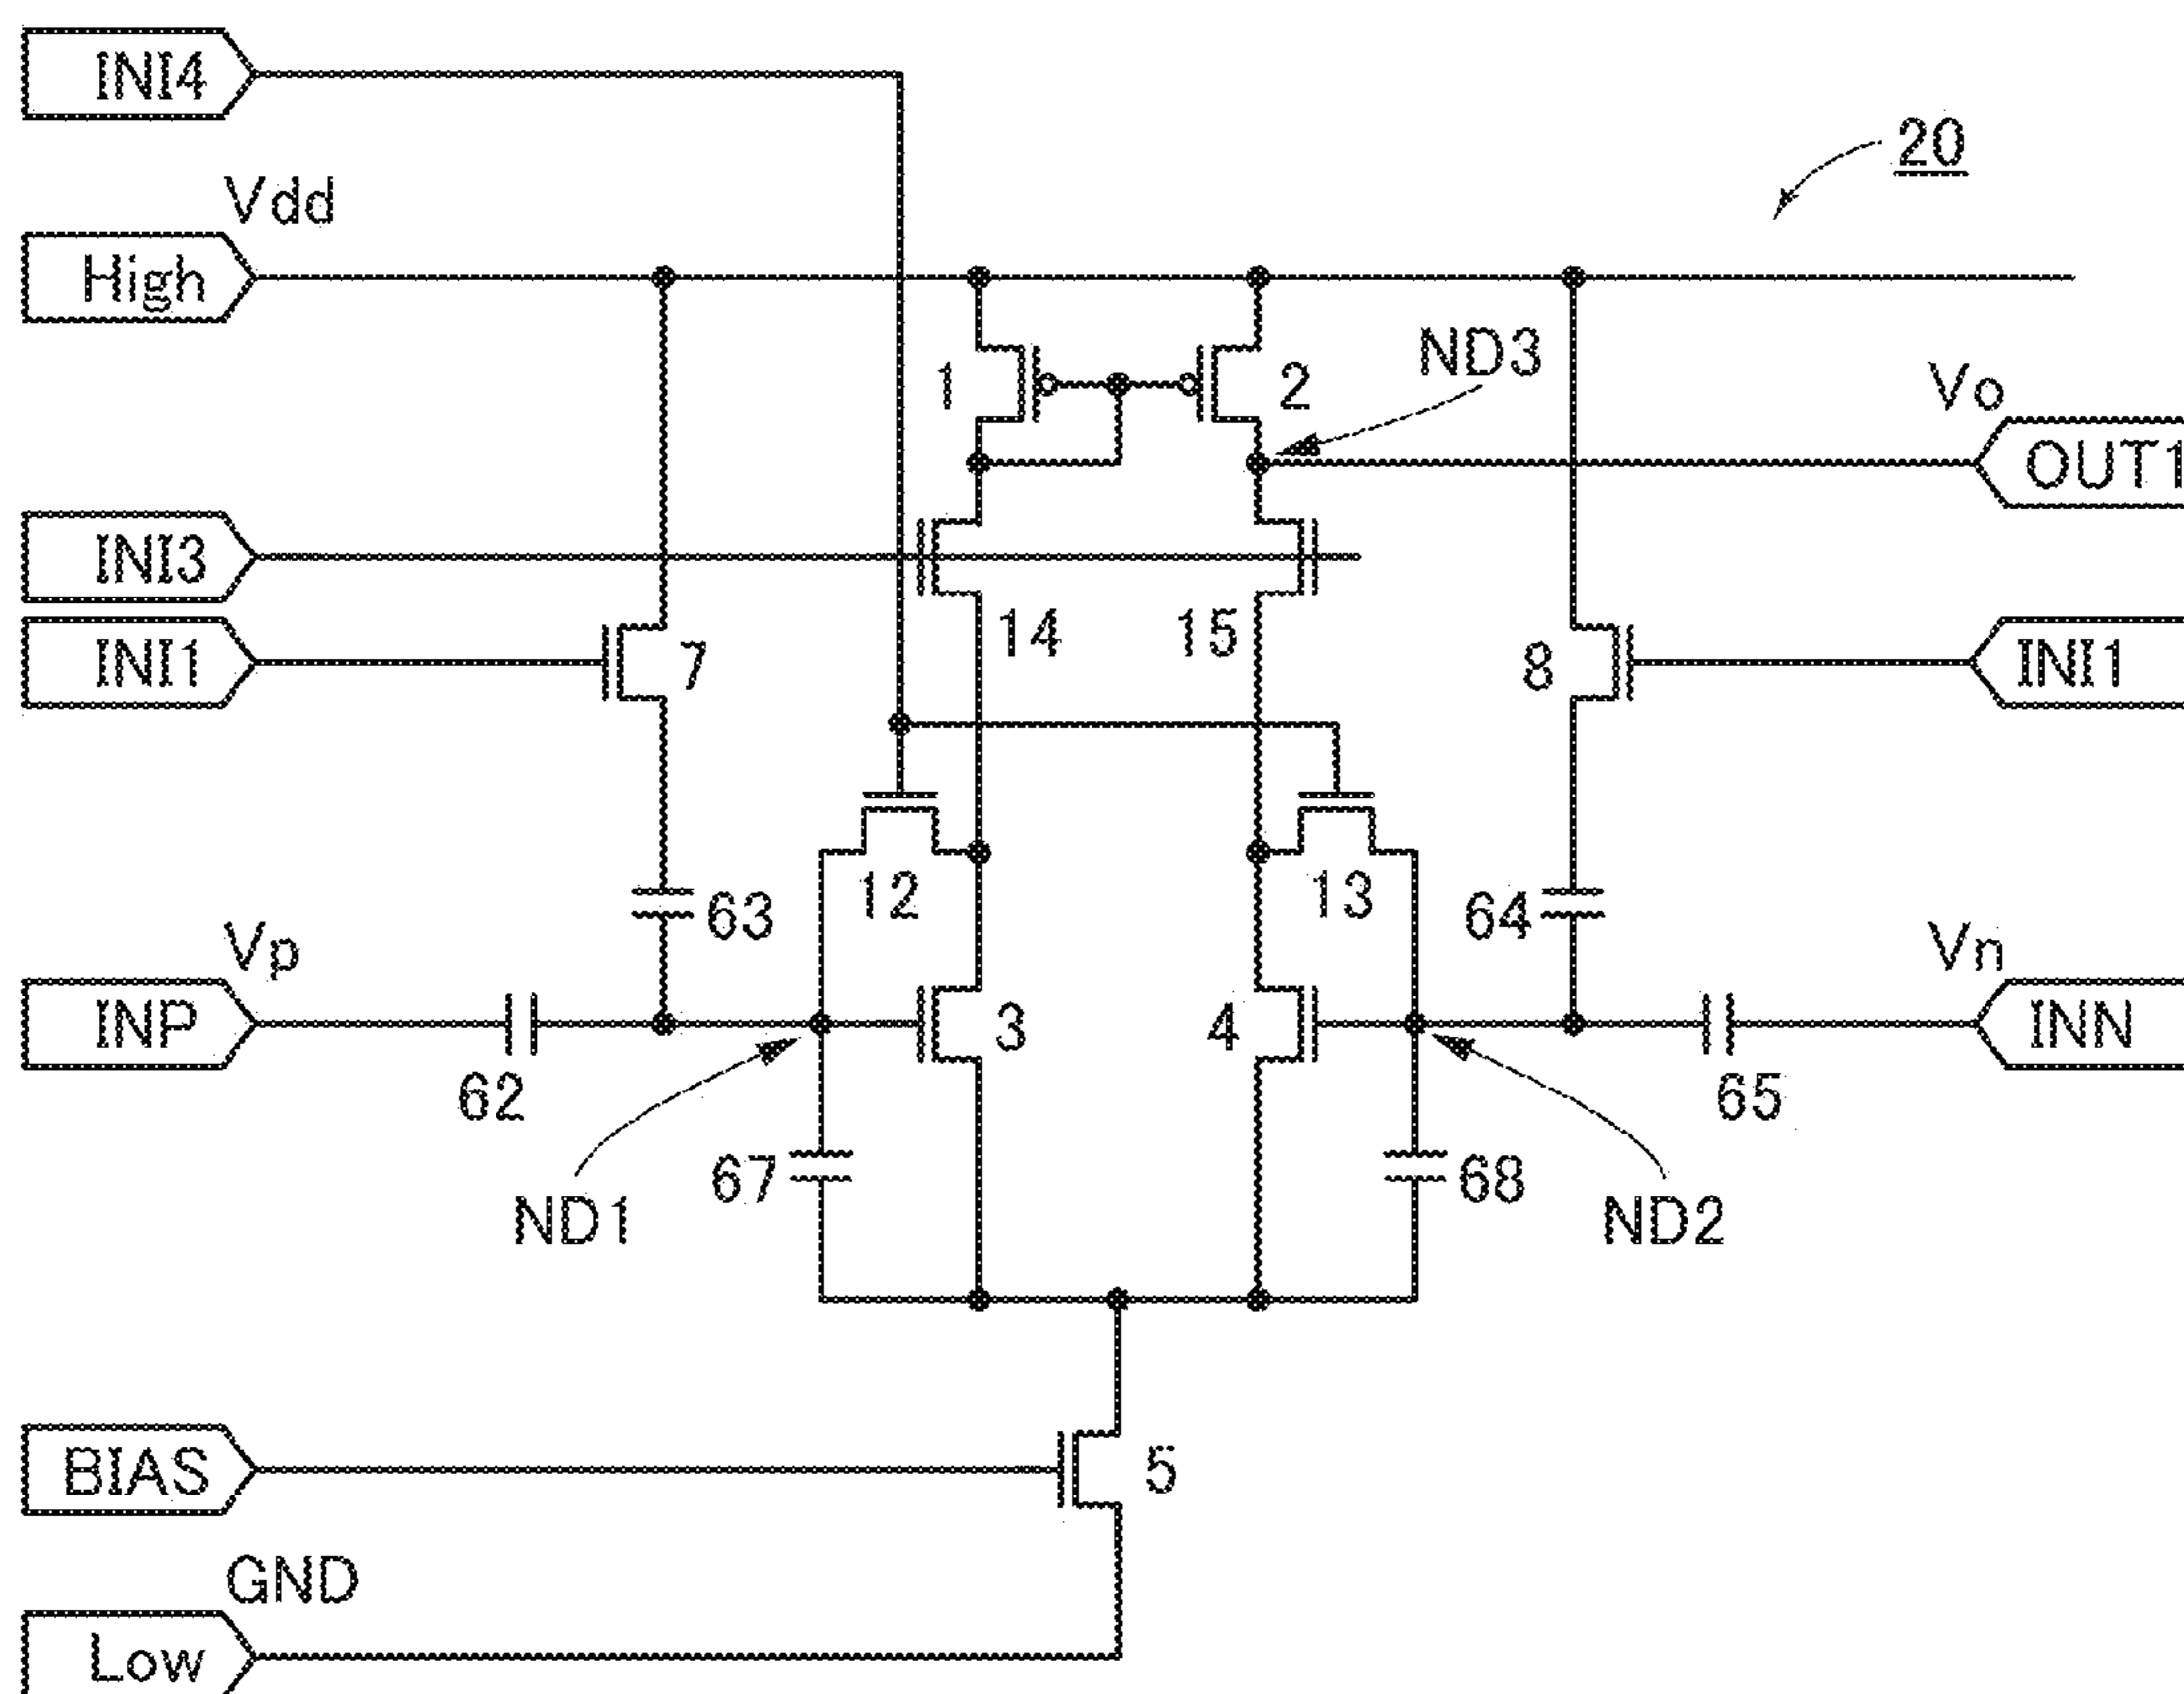 INI4
20
Vdd
High
1
2
ND3
Vo
OUT1
INI3
14
15
INI1
7
8
INI1
12
13
63
64
Vp
Vn
INP
3
4
INN
62
65
67
68
ND1
ND2
BIAS
5
GND
Low